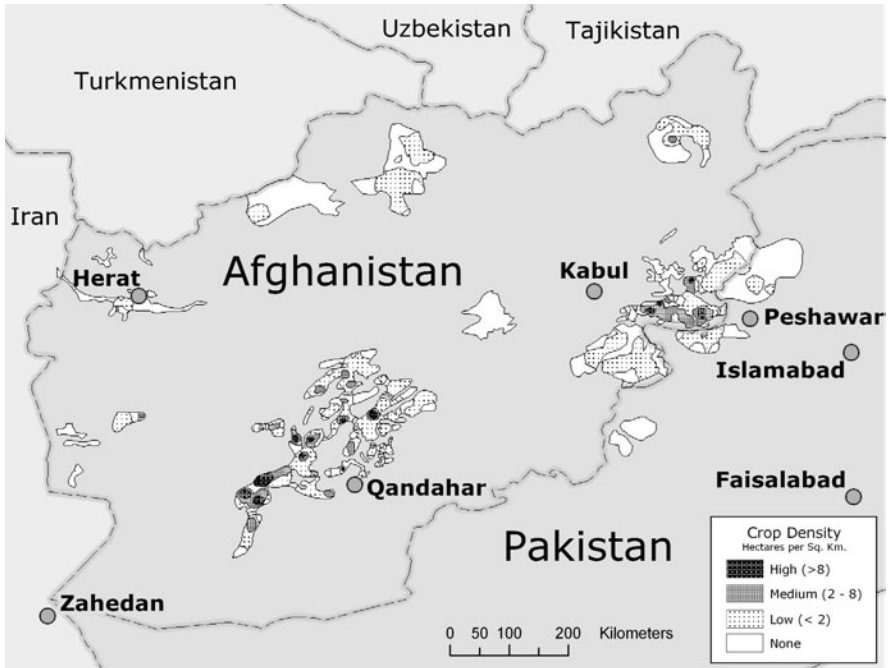 Uzbekistan
Tajikistan
Turkmenistan
Iran
Herat
Afghanistan
Kabul
Peshawar
Islamabad
Qandahar
Faisalabad
Pakistan
Zahedan
Crop Density
Hectares per Sq. Km.
High (>8)
Medium (2 - 8)
Low (< 2)
None
0 50 100 200 Kilometers